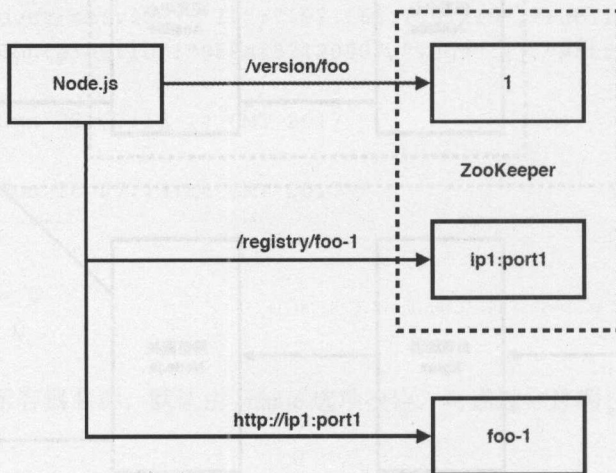 /version/foo
Node.js
1
ZooKeeper
/registry/foo-1
ip1:port1
http://ip1:port1
foo-1